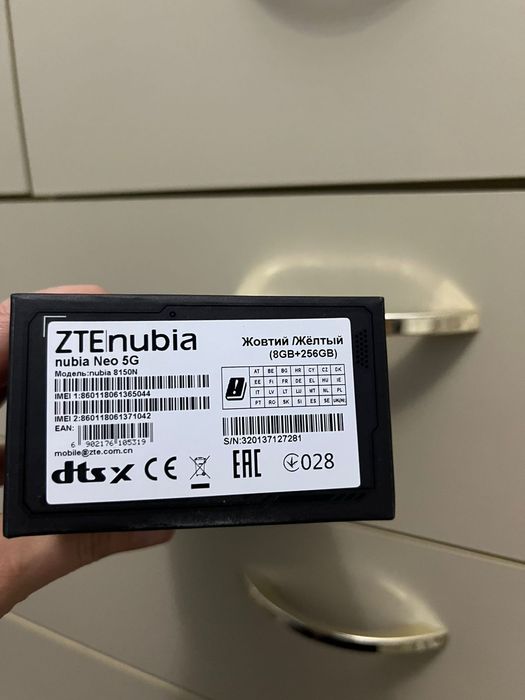 ZTE|nubia
nubia Neo 5G
Модель:nubia 8150N
IMEI 1:860118061365044
IMEI 2:860118061371042
EAN:
6 902176 105319
mobile@zte.com.cn
dts X CE
Жовтий /Жёлтый
(8GB+256GB)
AT BE BG HR CY CZ DK
EE FI FR DE EL HU IE
IT LV LT LU MT NL PL
PT RO SK SI ES SE UK(NI)
S/N:320137127281
EAC 028